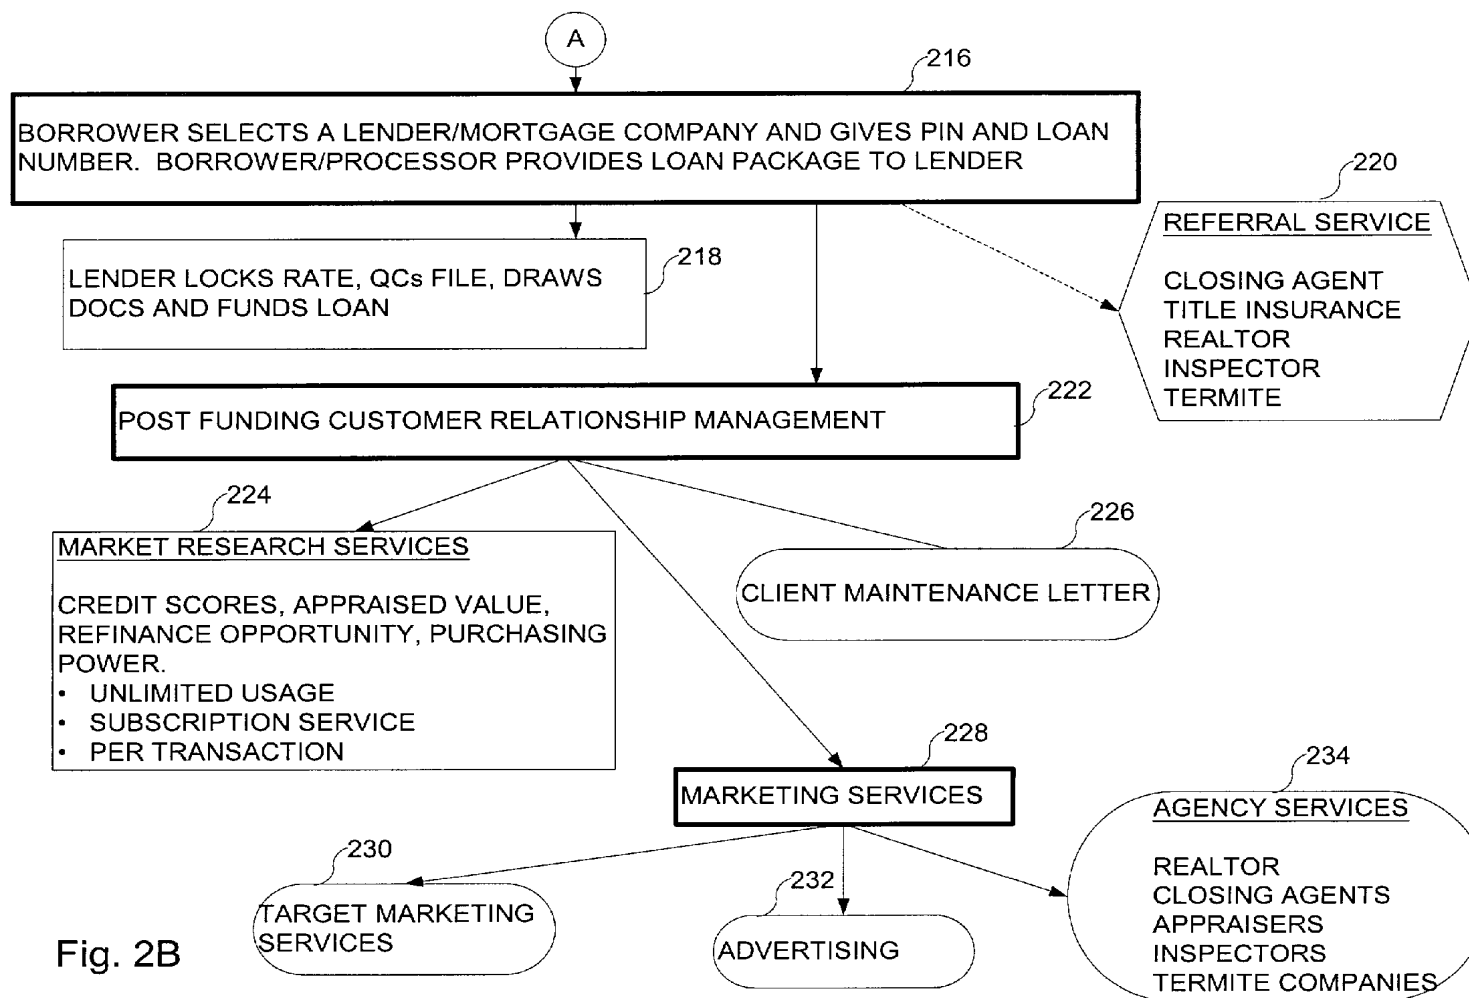 A
216
BORROWER SELECTS A LENDER/MORTGAGE COMPANY AND GIVES PIN AND LOAN
NUMBER. BORROWER/PROCESSOR PROVIDES LOAN PACKAGE TO LENDER
220
REFERRAL SERVICE
CLOSING AGENT
TITLE INSURANCE
REALTOR
INSPECTOR
TERMITE
218
LENDER LOCKS RATE, QCs FILE, DRAWS
DOCS AND FUNDS LOAN
222
POST FUNDING CUSTOMER RELATIONSHIP MANAGEMENT
224
MARKET RESEARCH SERVICES
CREDIT SCORES, APPRAISED VALUE,
REFINANCE OPPORTUNITY, PURCHASING
POWER.
• UNLIMITED USAGE
• SUBSCRIPTION SERVICE
• PER TRANSACTION
226
CLIENT MAINTENANCE LETTER
228
MARKETING SERVICES
230
TARGET MARKETING
SERVICES
232
ADVERTISING
234
AGENCY SERVICES
REALTOR
CLOSING AGENTS
APPRAISERS
INSPECTORS
TERMITE COMPANIES
Fig. 2B